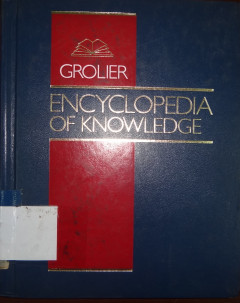 GROLIER
ENCYCLOPEDIA
OF KNOWLEDGE